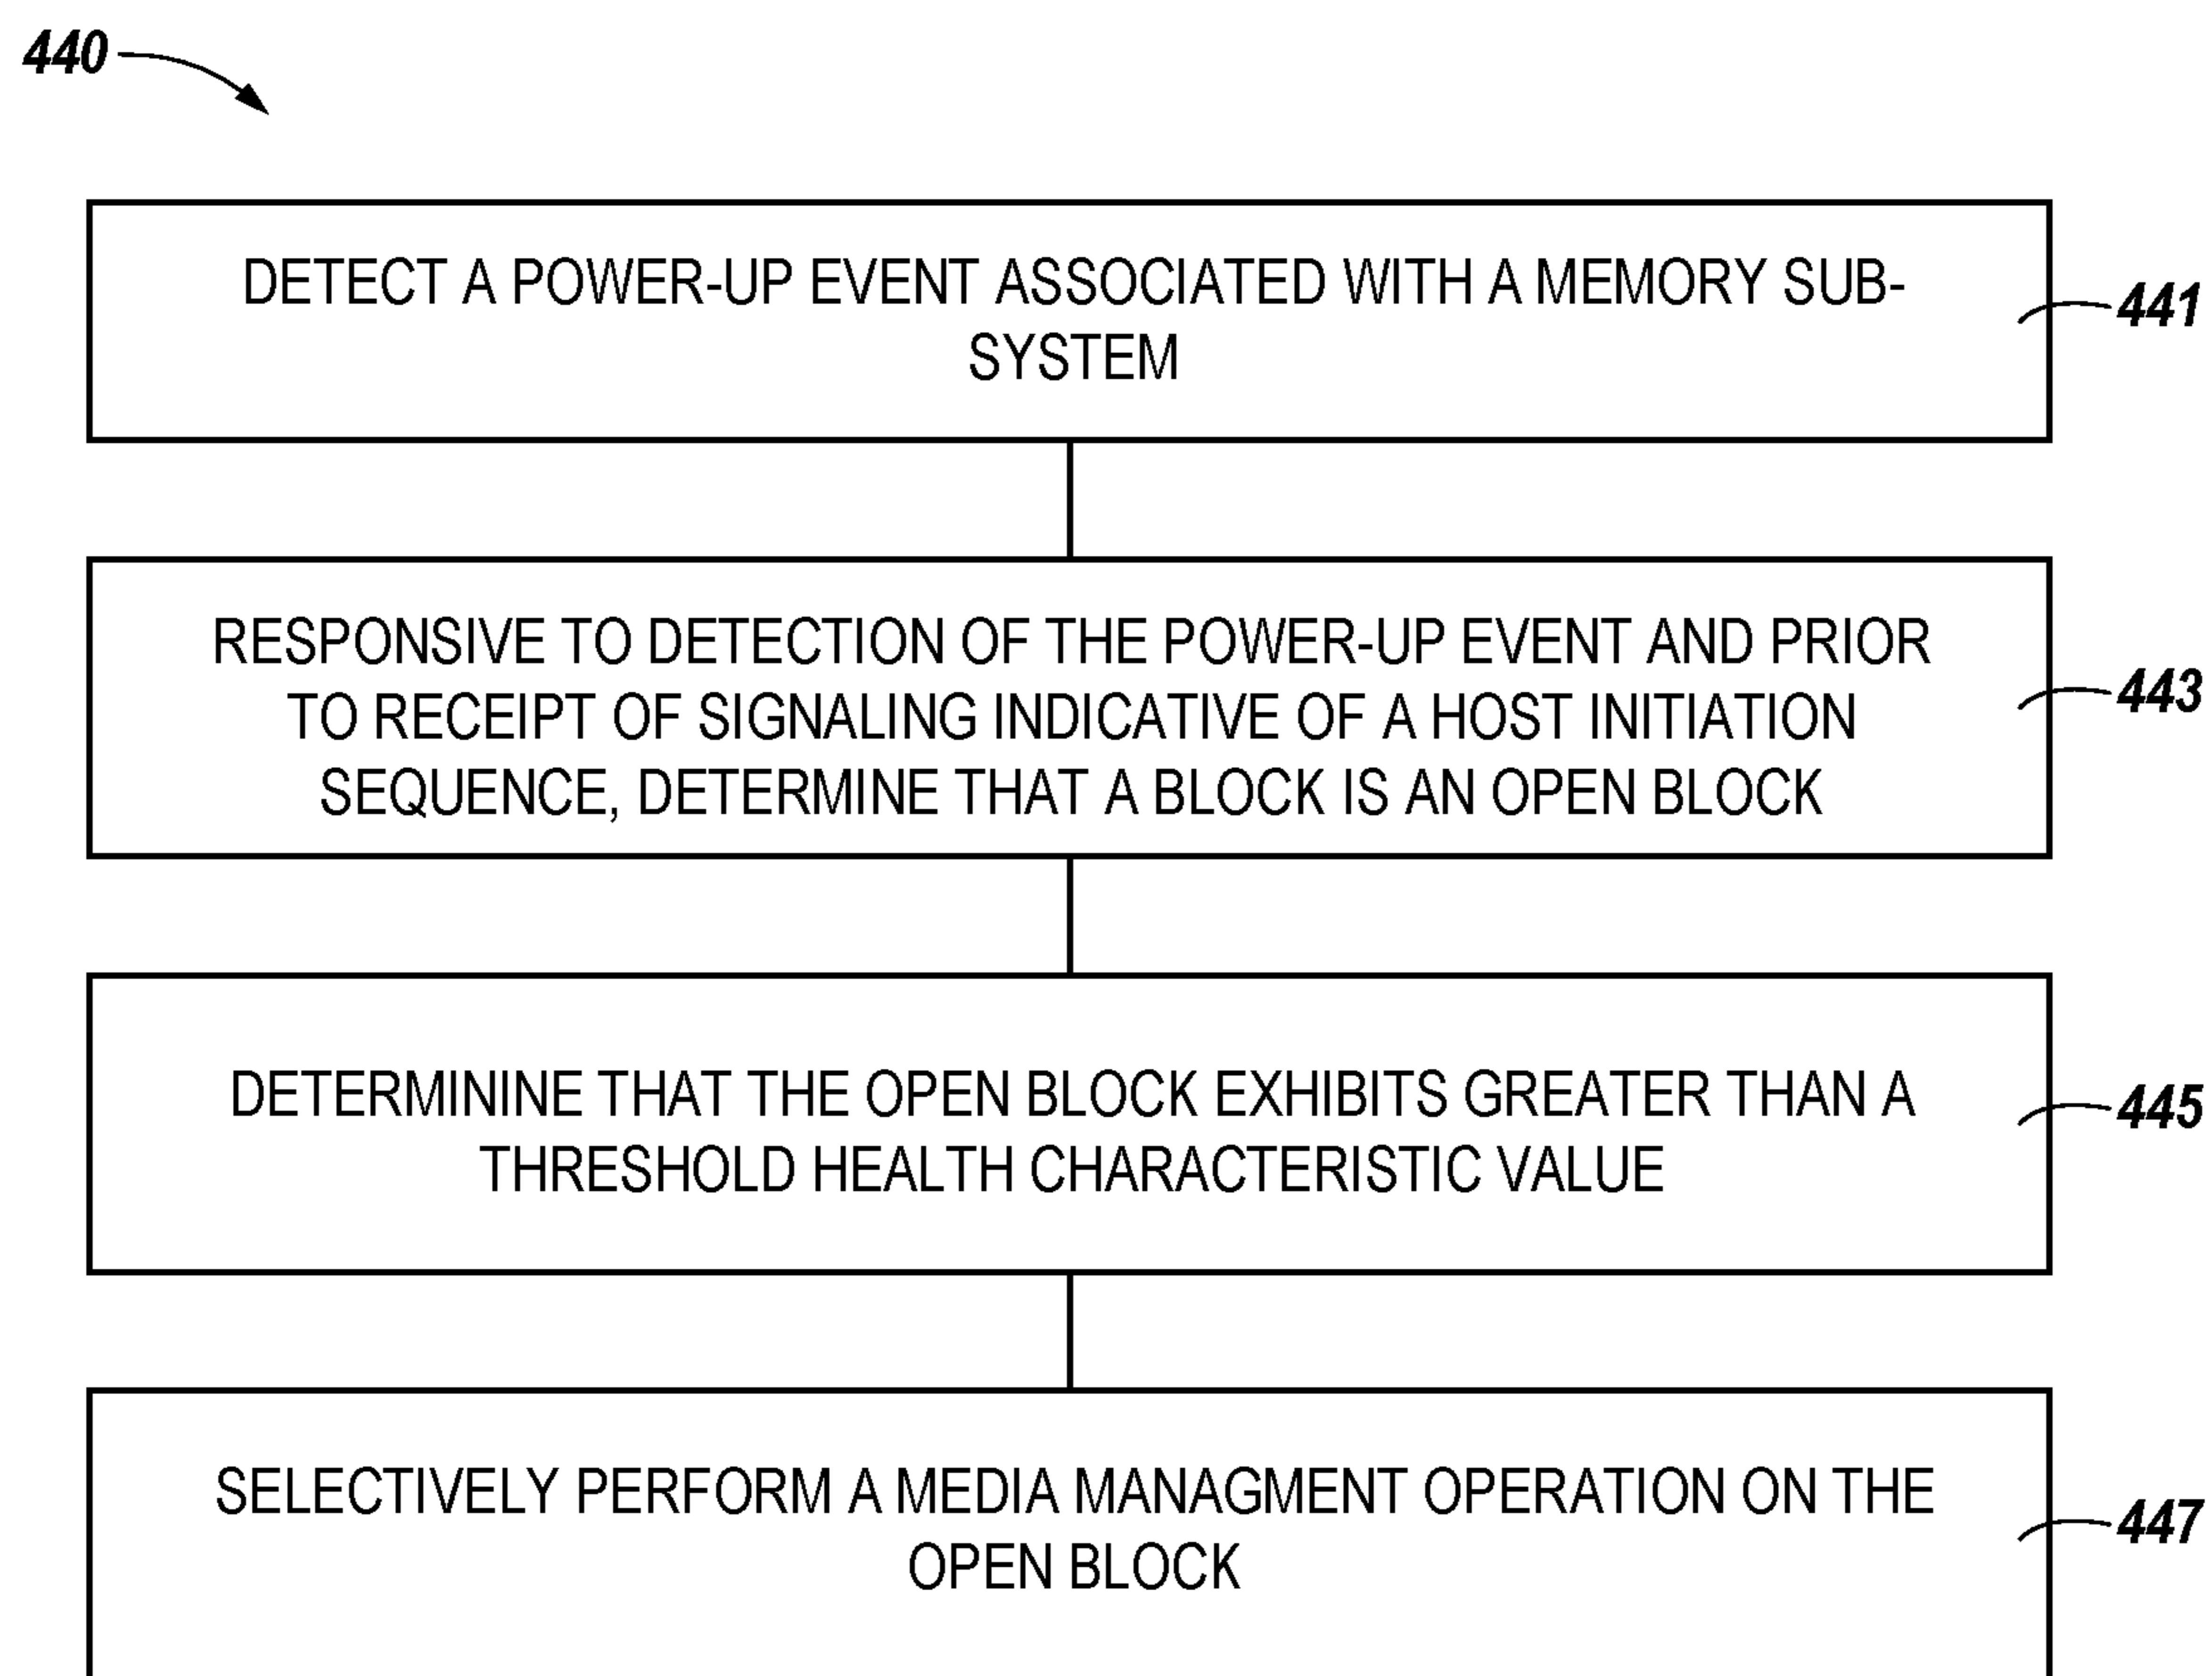 440
DETECT A POWER-UP EVENT ASSOCIATED WITH A MEMORY SUB-
SYSTEM
441
RESPONSIVE TO DETECTION OF THE POWER-UP EVENT AND PRIOR
TO RECEIPT OF SIGNALING INDICATIVE OF A HOST INITIATION
SEQUENCE, DETERMINE THAT A BLOCK IS AN OPEN BLOCK
443
DETERMININE THAT THE OPEN BLOCK EXHIBITS GREATER THAN A
THRESHOLD HEALTH CHARACTERISTIC VALUE
445
SELECTIVELY PERFORM A MEDIA MANAGMENT OPERATION ON THE
OPEN BLOCK
447